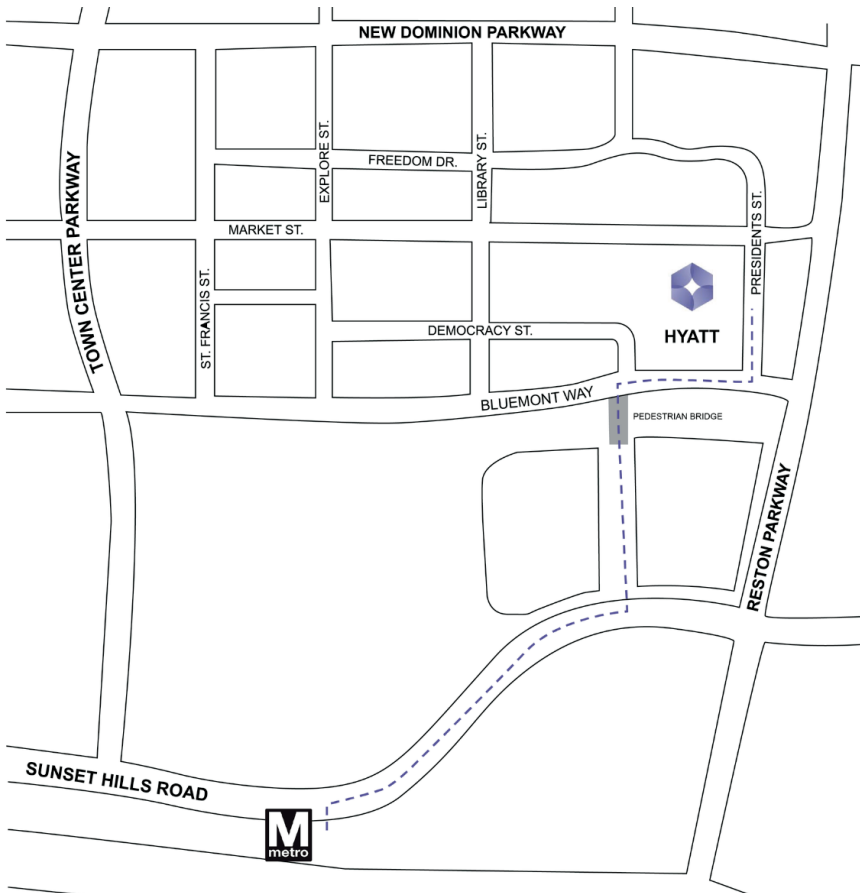 NEW DOMINION PARKWAY
EXPLORE ST.
LIBRARY ST.
FREEDOM DR.
TOWN CENTER PARKWAY
PRESIDENTS ST.
MARKET ST.
ST. FRANCIS ST.
DEMOCRACY ST.
HYATT
BLUEMONT WAY
PEDESTRIAN BRIDGE
RESTON PARKWAY
SUNSET HILLS ROAD
M
metro